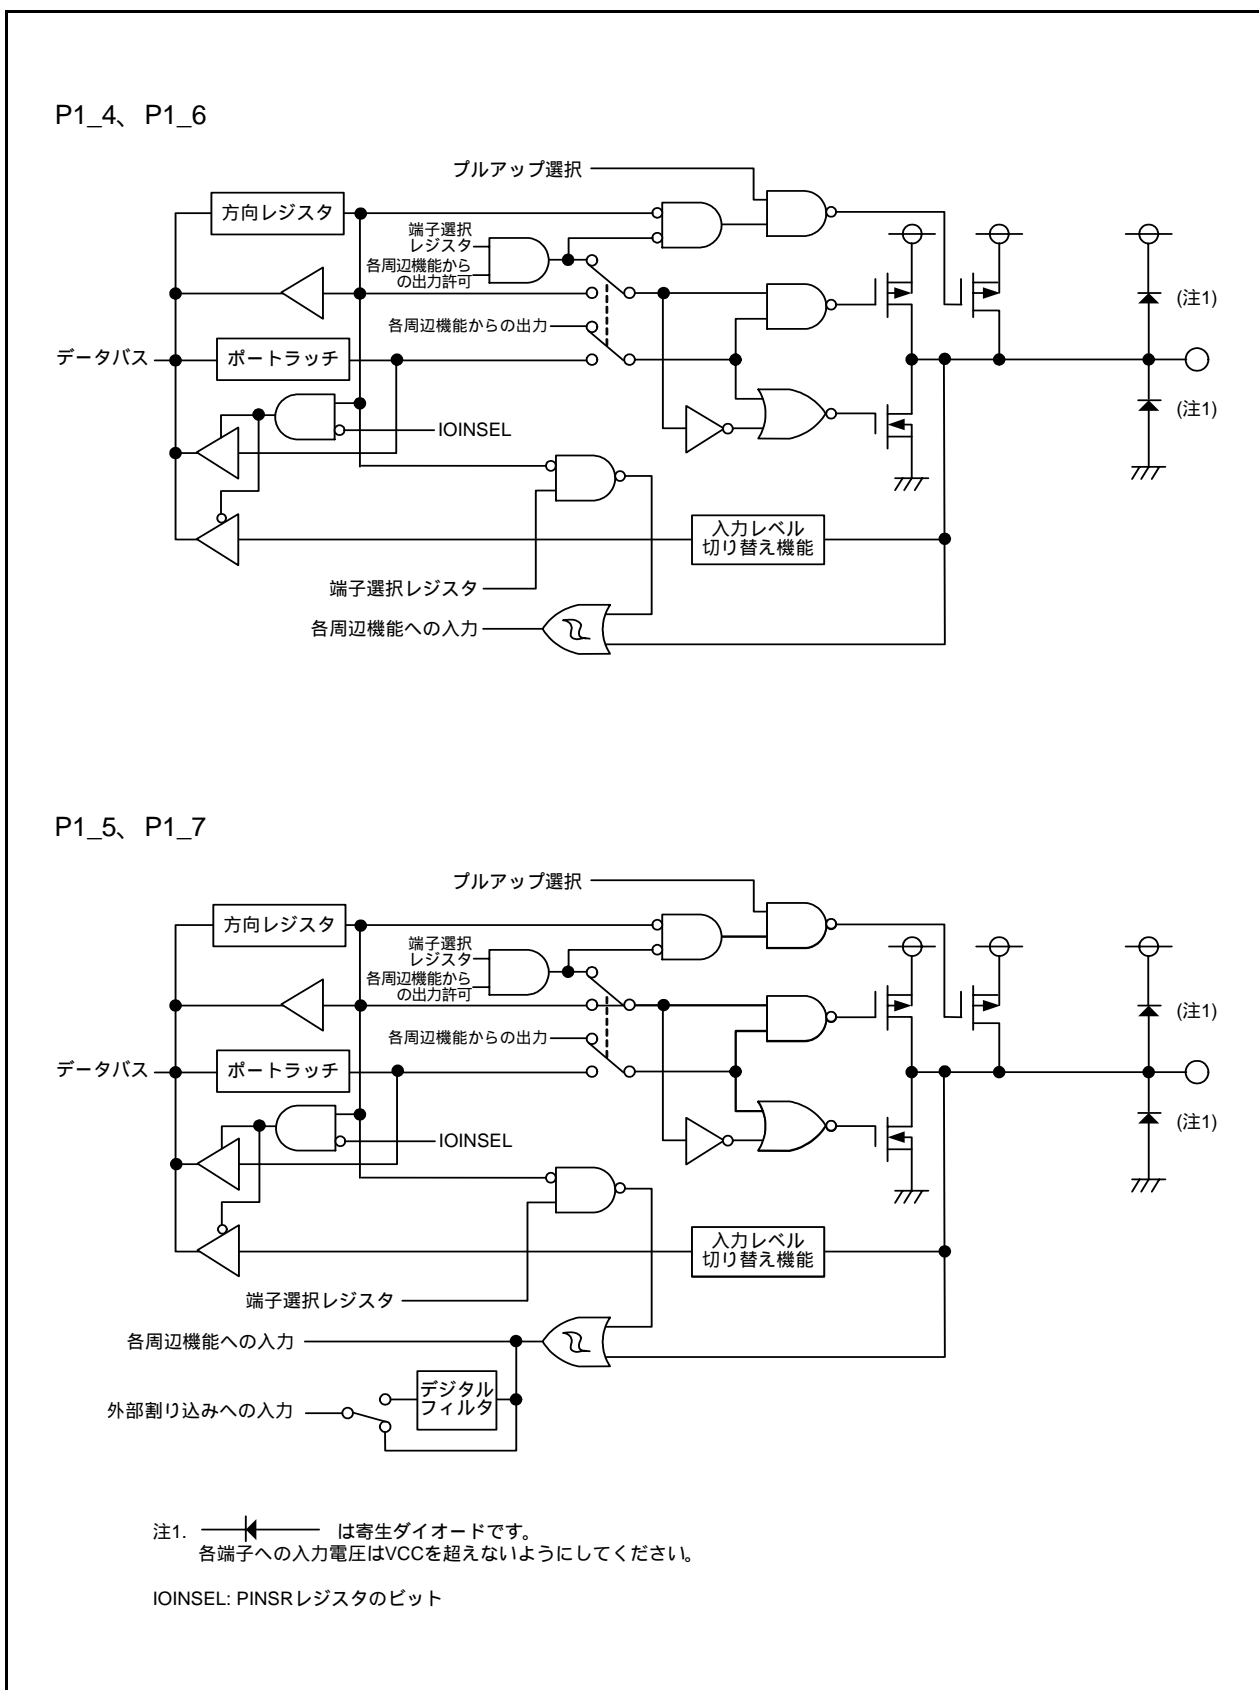 P1_4、P1_6
プルアップ選択
方向レジスタ
端子選択
レジスタ
各周辺機能から
の出力許可
(注1)
各周辺機能からの出力
データバス
ポートラッチ
(注1)
IOINSEL
入力レベル
切り替え機能
端子選択レジスタ
各周辺機能への入力
P1_5、P1_7
プルアップ選択
方向レジスタ
端子選択
レジスタ
各周辺機能から
の出力許可
(注1)
各周辺機能からの出力
データバス
ポートラッチ
(注1)
IOINSEL
入力レベル
切り替え機能
端子選択レジスタ
各周辺機能への入力
デジタル
フィルタ
外部割り込みへの入力
注1. は寄生ダイオードです。
各端子への入力電圧はVCCを超えないようにしてください。
IOINSEL: PINSRレジスタのビット